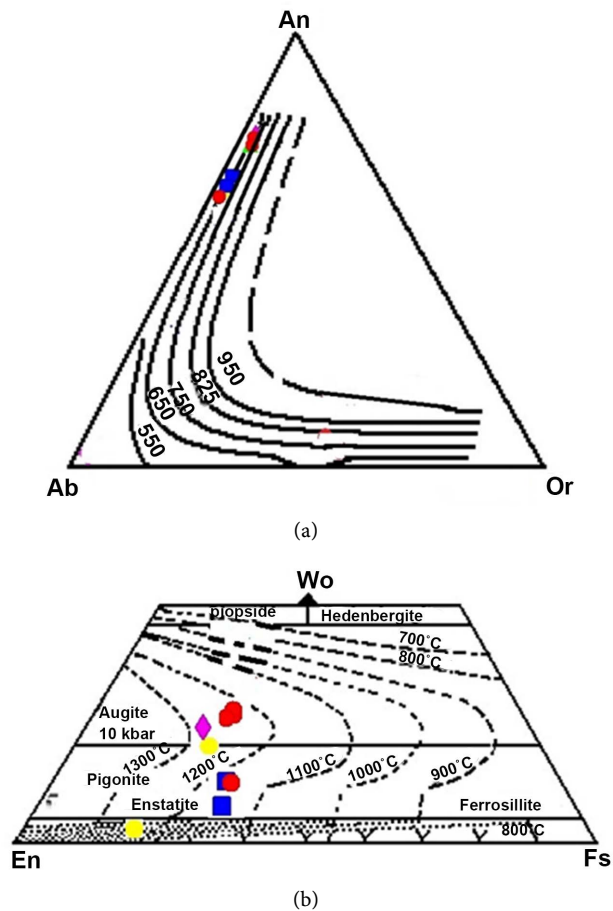 An
950
825
750
650
550
Ab
Or
(a)
Wo
plopside
Hedenbergite
700°C
800°C
Augite
10 kbar
1300°C
1200°C
1100°C
1000°C
900°C
Pigonite
Enstatite
Ferrosillite
800°C
En
Fs
(b)